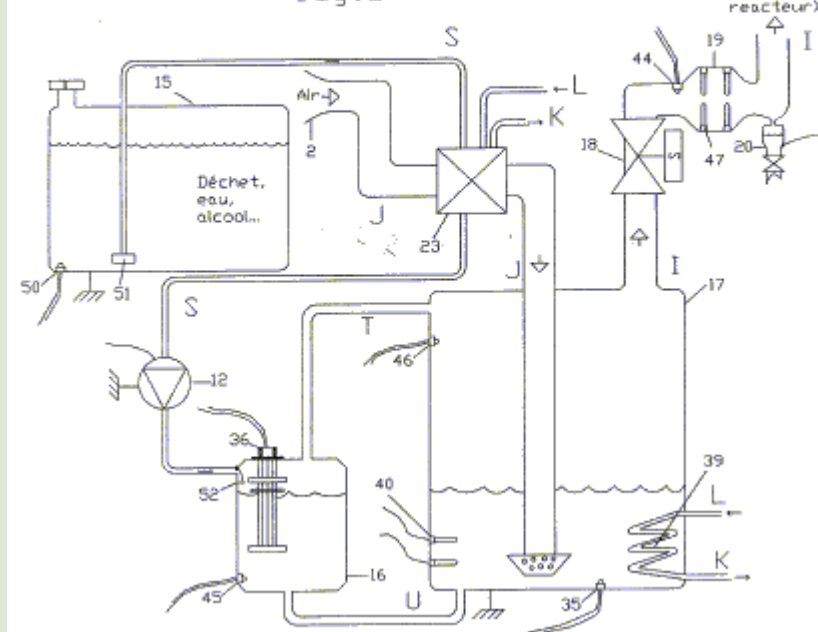 réacteur)
S
44
19
I
15
L
Air
K
18
S
20
47
2
Déchet,
eau,
alcool...
J
23
50
51
S
J
I
17
T
46
12
36
52
40
39
L
K
45
16
U
35